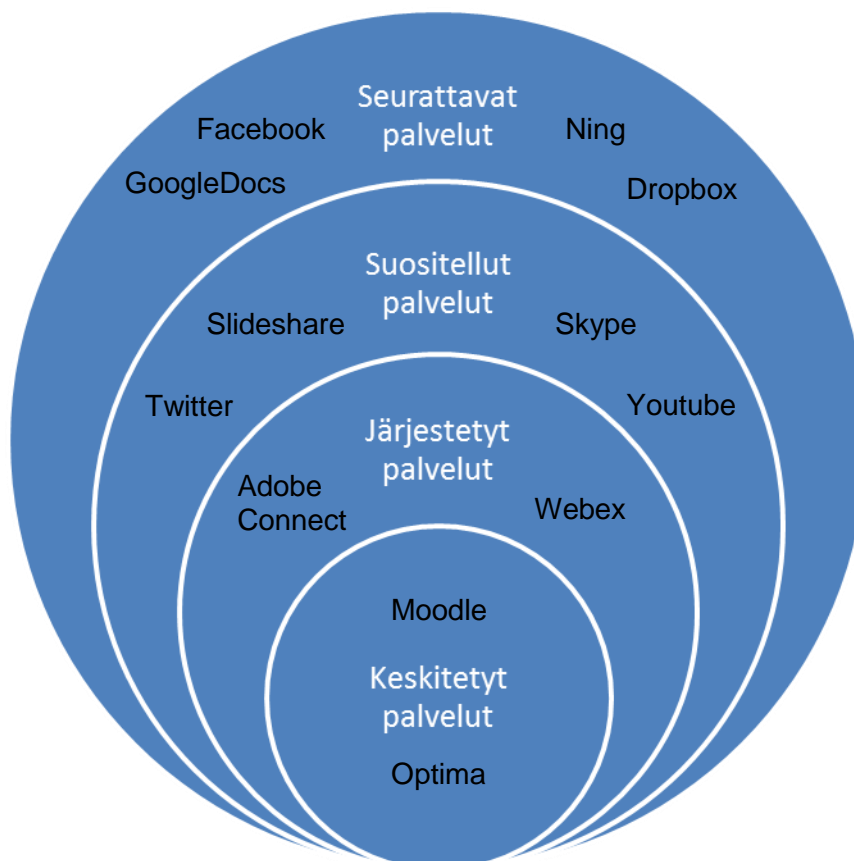 Seurattavat
palvelut
Facebook
Ning
GoogleDocs
Dropbox
Suositellut
palvelut
Slideshare
Skype
Twitter
Youtube
Järjestetyt
palvelut
Adobe
Connect
Webex
Moodle
Keskitetyt
palvelut
Optima